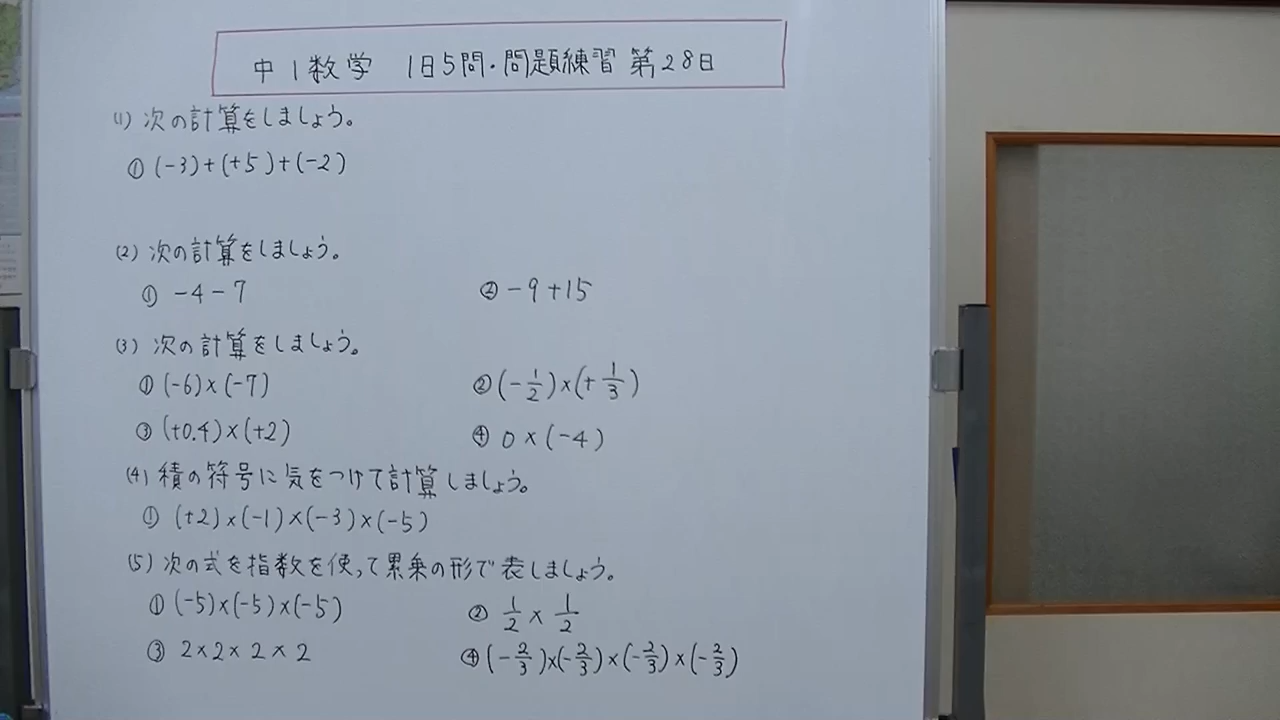 中1数学 1日5問・問題練習 第28日
(1) 次の計算をしましょう。
① (-3)+(+5)+(-2)
(2) 次の計算をしましょう。
① -4-7 ② -9+15
(3) 次の計算をしましょう。
① (-6)×(-7) ② (-1/2)×(+1/3)
③ (+0.4)×(+2) ④ 0×(-4)
(4) 積の符号に気をつけて計算しましょう。
① (+2)×(-1)×(-3)×(-5)
(5) 次の式を指数を使って累乗の形で表しましょう。
① (-5)×(-5)×(-5) ② 1/2×1/2
③ 2×2×2×2 ④ (-2/3)×(-2/3)×(-2/3)×(-2/3)